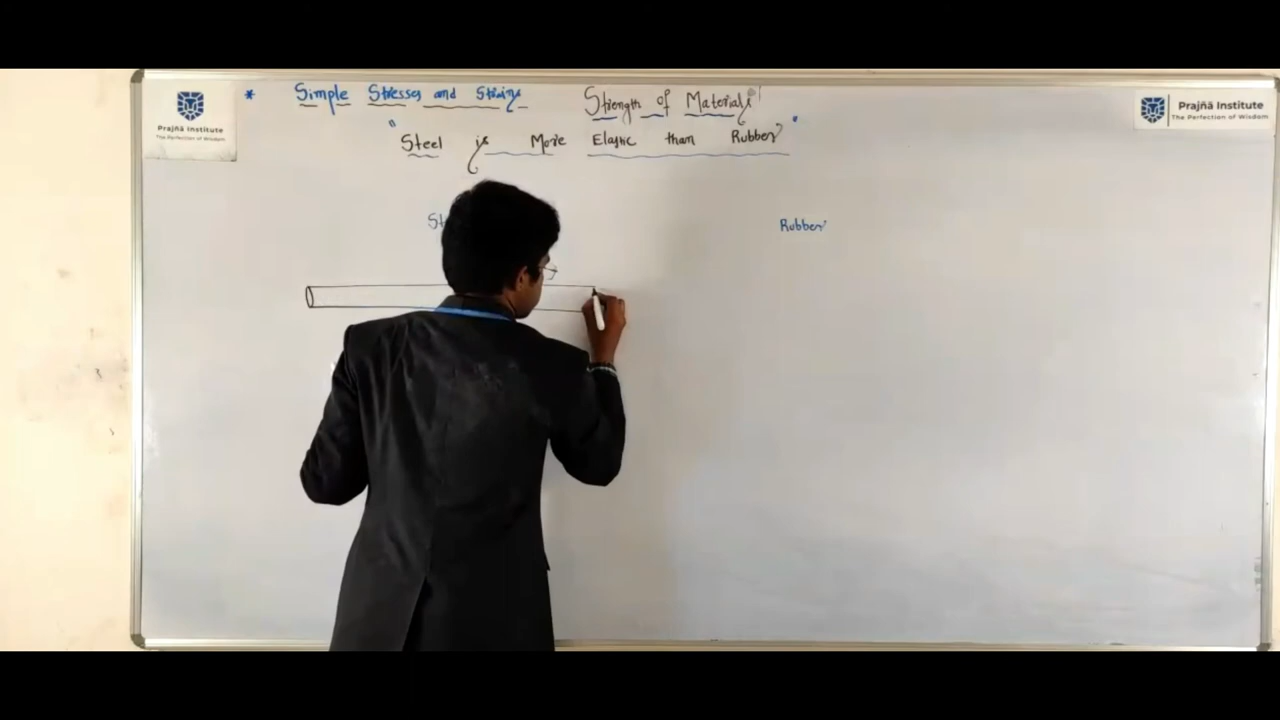 * Simple Stresses and Strains Strength of Materials
"Steel is More Elastic than Rubber"
St
Rubber
Prajñā Institute
The Perfection of Wisdom
Prajñā Institute
The Perfection of Wisdom